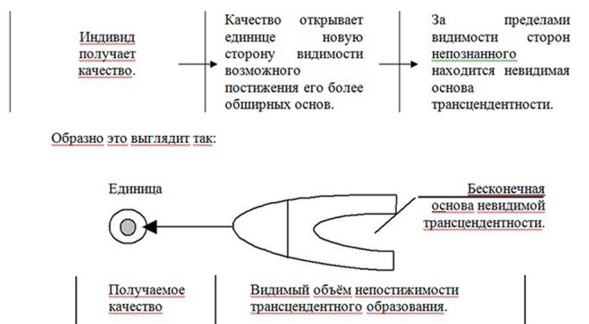 Индивид
получает
качество.
Качество открывает
единице новую
сторону видимости
возможного
постижения его более
обширных основ.
За пределами
видимости сторон
непознанного
находится невидимая
основа
трансцендентности.
Образно это выглядит так:
Единица
Бесконечная
основа невидимой
трансцендентности.
Получаемое
качество
Видимый объём непостижимости
трансцендентного образования.